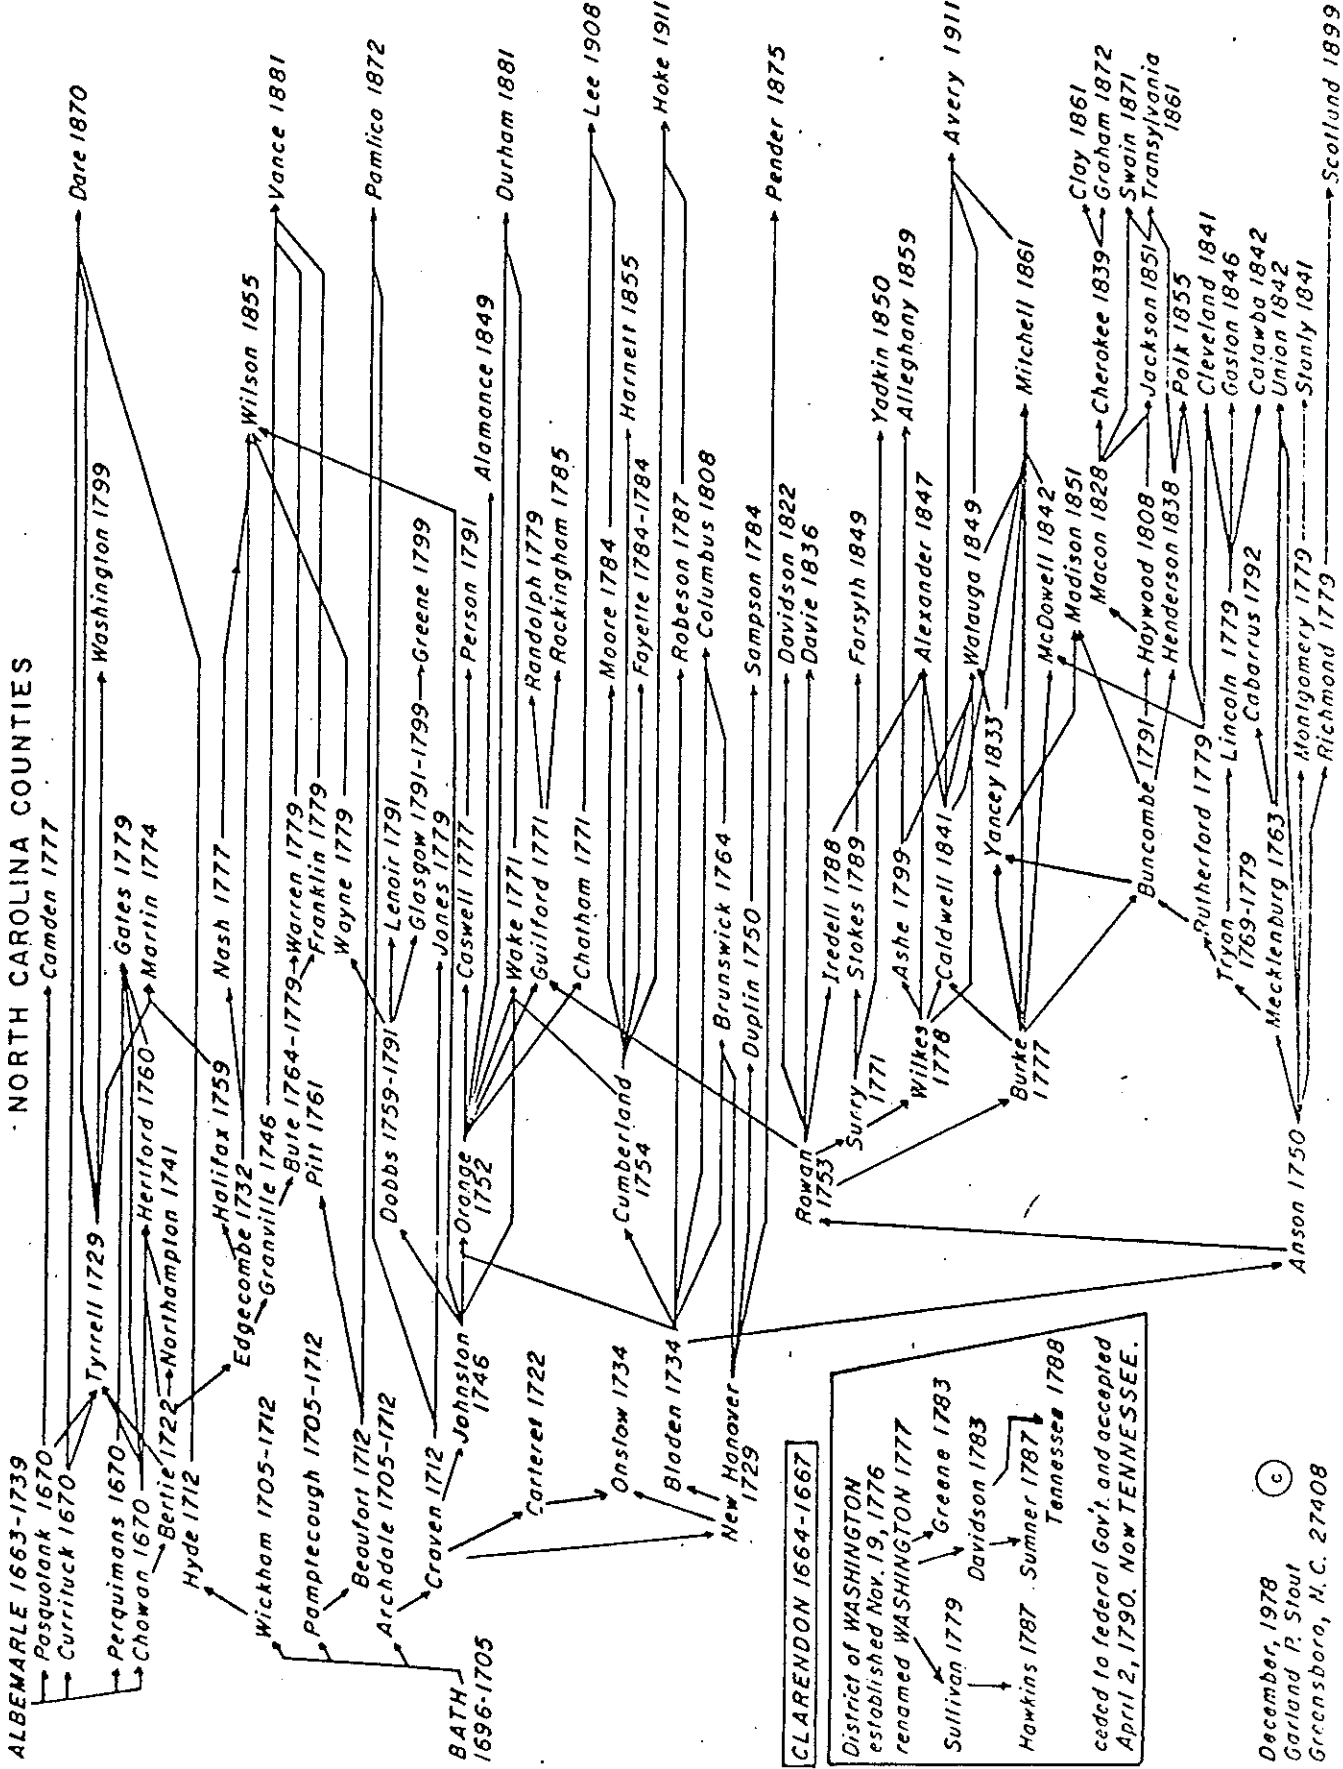 NORTH CAROLINA COUNTIES
ALBEMARLE 1663-1739
Pasquotank 1670
Camden 1777
Currituck 1670
Dare 1870
Tyrrell 1729
Washington 1799
Perquimans 1670
Gates 1779
Chowan 1670
Hertford 1760
Martin 1774
Bertie 1722
Northampton 1741
Hyde 1712
Halifax 1759
Nash 1777
Edgecombe 1732
Wilson 1855
Granville 1746
Vance 1881
Wickham 1705-1712
Bute 1764-1779
Warren 1779
Pamptecough 1705-1712
Pitt 1761
Franklin 1779
Wayne 1779
Beaufort 1712
Pamlico 1872
Archdale 1705-1712
Dobbs 1759-1791
Lenoir 1791
Glasgow 1791-1799
Greene 1799
Craven 1712
Jones 1779
BATH
1696-1705
Johnston
1746
Orange
1752
Caswell 1777
Person 1791
Alamance 1849
Wake 1771
Durham 1881
Guilford 1771
Randolph 1779
Rockingham 1785
Carteret 1722
Chatham 1771
Lee 1908
Onslow 1734
Cumberland
1754
Moore 1784
Fayette 1784-1784
Harnett 1855
Hoke 1911
Bladen 1734
Robeson 1787
Columbus 1808
New Hanover
1729
Brunswick 1764
Duplin 1750
Sampson 1784
Pender 1875
Rowan
1753
Davidson 1822
Davie 1836
Iredell 1788
Surry
1771
Stokes 1789
Forsyth 1849
Yadkin 1850
Wilkes
1778
Ashe 1799
Alleghany 1859
Caldwell 1841
Alexander 1847
Watauga 1849
Avery 1911
Burke
1777
Yancey 1833
Mitchell 1861
McDowell 1842
Madison 1851
Macon 1828
Cherokee 1839
Clay 1861
Graham 1872
Swain 1871
Buncombe 1791
Haywood 1808
Jackson 1851
Transylvania
1861
Henderson 1838
Polk 1855
Rutherford 1779
Cleveland 1841
Tryon
1769-1779
Lincoln 1779
Gaston 1846
Catawba 1842
Mecklenburg 1763
Cabarrus 1792
Union 1842
Anson 1750
Montgomery 1779
Stanly 1841
Richmond 1779
Scotland 1899
CLARENDON 1664-1667
District of WASHINGTON
established Nov. 19, 1776
renamed WASHINGTON 1777
Sullivan 1779
Greene 1783
Davidson 1783
Hawkins 1787
Sumner 1787
Tennessee 1788
ceded to federal Gov't. and accepted
April 2, 1790. Now TENNESSEE.
December, 1978 ©
Garland P. Stout
Greensboro, N.C. 27408